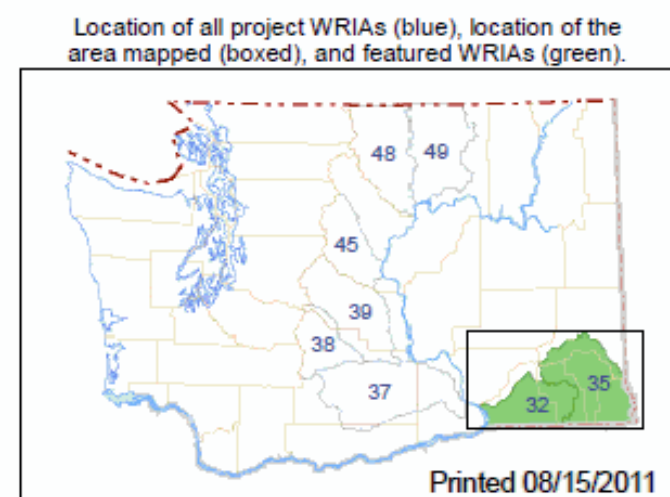 Location of all project WRIAs (blue), location of the
area mapped (boxed), and featured WRIAs (green).
48
49
45
39
38
35
37
32
Printed 08/15/2011